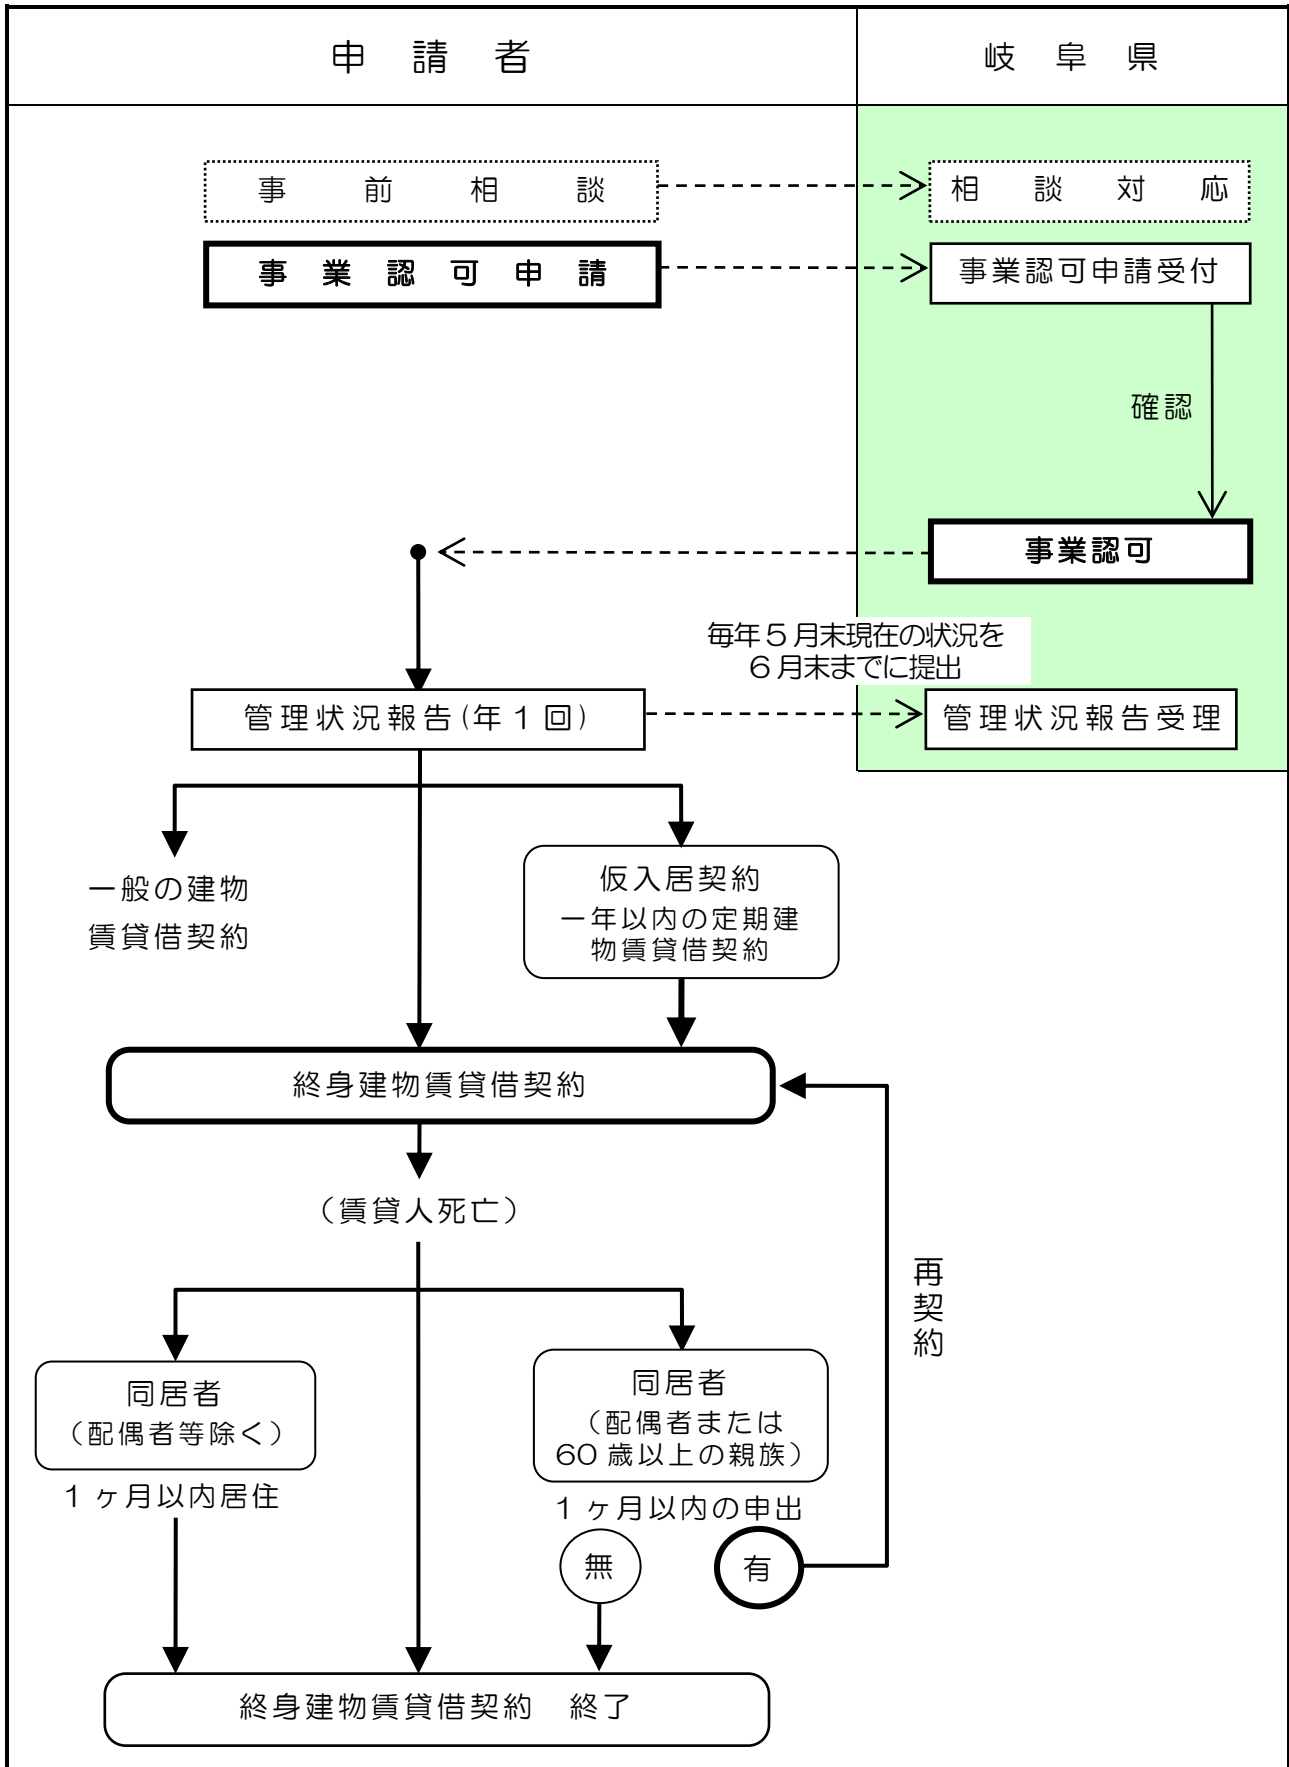 申請者
岐阜県
事前相談
相談対応
事業認可申請
事業認可申請受付
確認
事業認可
毎年５月末現在の状況を
６月末までに提出
管理状況報告(年１回)
管理状況報告受理
一般の建物
賃貸借契約
仮入居契約
一年以内の定期建
物賃貸借契約
終身建物賃貸借契約
（賃貸人死亡）
再契約
同居者
（配偶者等除く）
１ヶ月以内居住
同居者
（配偶者または
60歳以上の親族）
１ヶ月以内の申出
無
有
終身建物賃貸借契約　終了